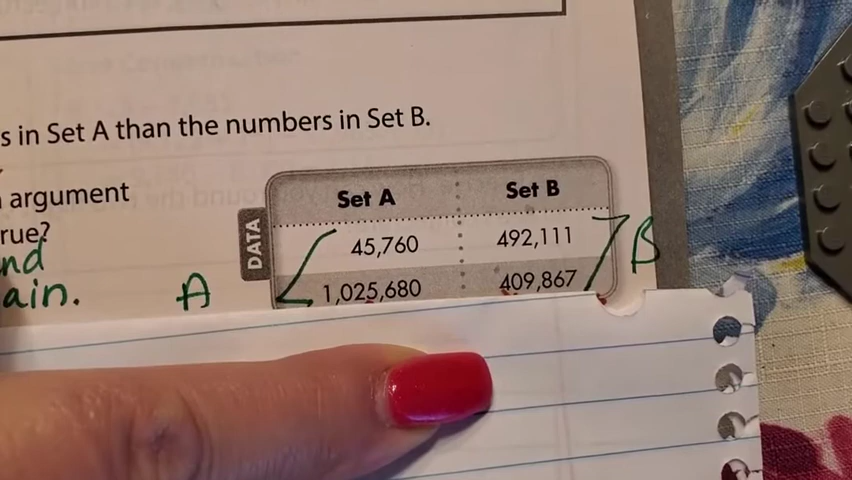 s in Set A than the numbers in Set B.
argument
rue?
nd
ain.
A
DATA
Set A Set B
45,760 492,111
1,025,680 409,867
B